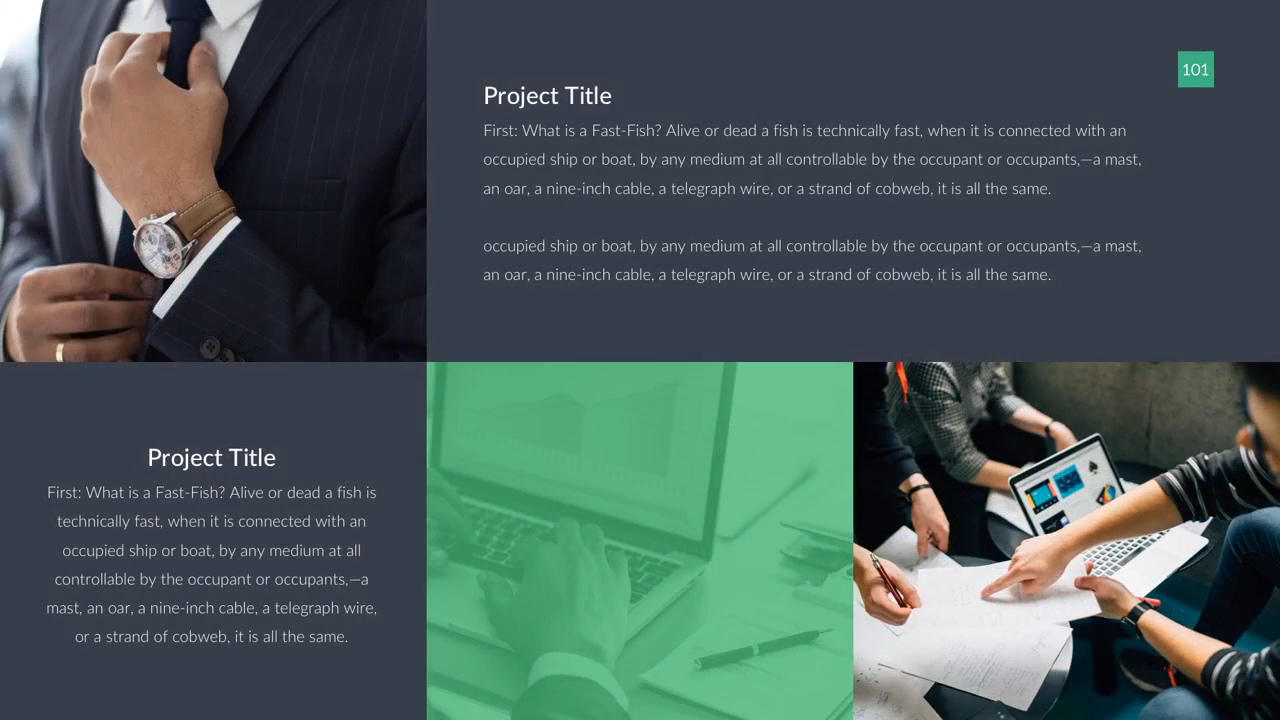 101
Project Title
First: What is a Fast-Fish? Alive or dead a fish is technically fast, when it is connected with an
occupied ship or boat, by any medium at all controllable by the occupant or occupants,—a mast,
an oar, a nine-inch cable, a telegraph wire, or a strand of cobweb, it is all the same.
occupied ship or boat, by any medium at all controllable by the occupant or occupants,—a mast,
an oar, a nine-inch cable, a telegraph wire, or a strand of cobweb, it is all the same.
Project Title
First: What is a Fast-Fish? Alive or dead a fish is
technically fast, when it is connected with an
occupied ship or boat, by any medium at all
controllable by the occupant or occupants,—a
mast, an oar, a nine-inch cable, a telegraph wire,
or a strand of cobweb, it is all the same.